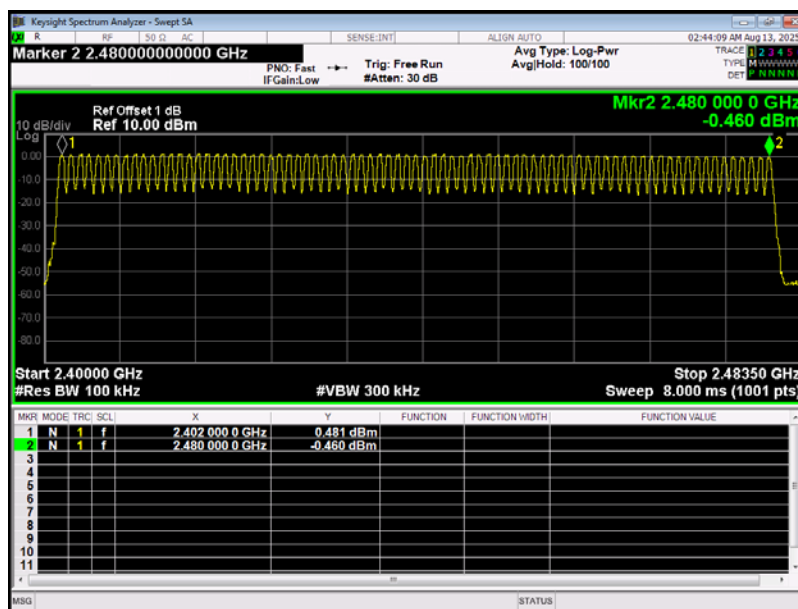 Keysight Spectrum Analyzer - Swept SA
R RF 50 Ω AC SENSE:INT ALIGN AUTO 02:44:09 AM Aug 13, 2025
Marker 2 2.480000000000 GHz
PNO: Fast
IFGain:Low
Trig: Free Run
#Atten: 30 dB
Avg Type: Log-Pwr
Avg|Hold: 100/100
TRACE 1 2 3 4 5
TYPE M
DET P N N N N
Mkr2 2.480 000 0 GHz
-0.460 dBm
Ref Offset 1 dB
10 dB/div Ref 10.00 dBm
Log
1
2
0.00
-10.0
-20.0
-30.0
-40.0
-50.0
-60.0
-70.0
-80.0
Start 2.40000 GHz Stop 2.48350 GHz
#Res BW 100 kHz #VBW 300 kHz Sweep 8.000 ms (1001 pts)
MKR MODE TRC SCL X Y FUNCTION FUNCTION WIDTH FUNCTION VALUE
1 N 1 f 2.402 000 0 GHz 0.481 dBm
2 N 1 f 2.480 000 0 GHz -0.460 dBm
3
4
5
6
7
8
9
10
11
MSG STATUS